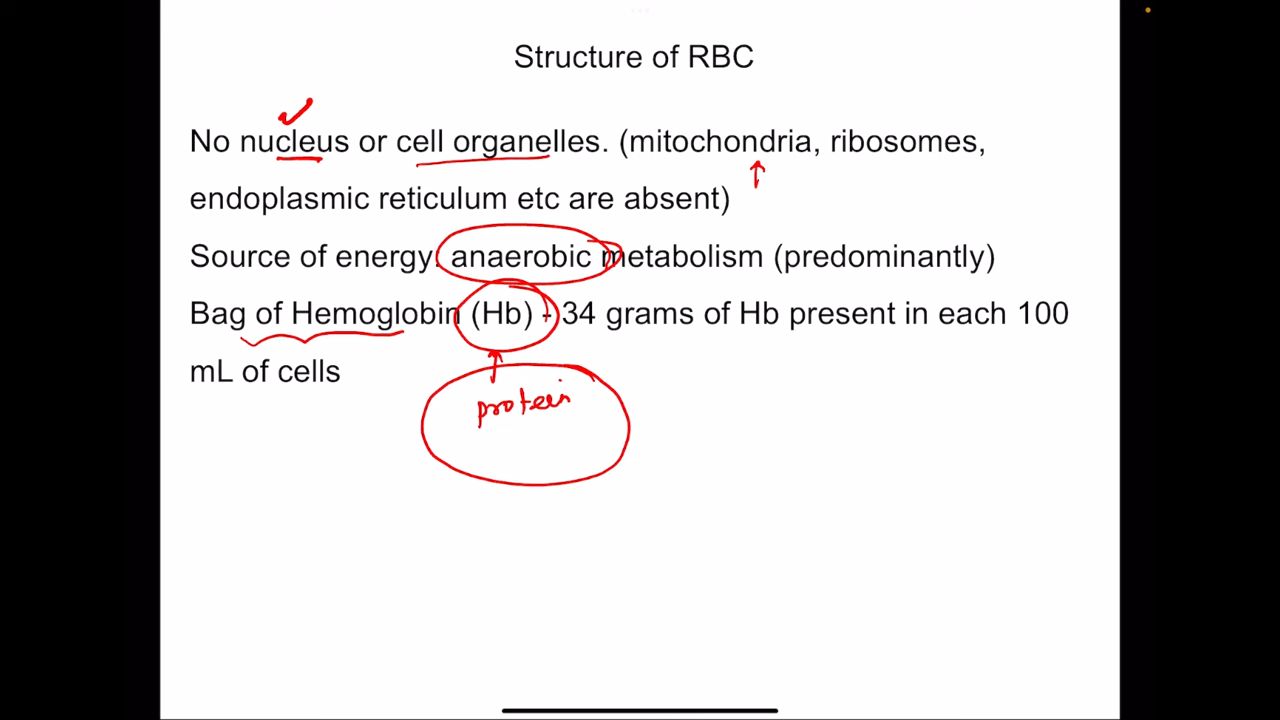 Structure of RBC
No nucleus or cell organelles. (mitochondria, ribosomes,
endoplasmic reticulum etc are absent)
Source of energy: anaerobic metabolism (predominantly)
Bag of Hemoglobin (Hb) - 34 grams of Hb present in each 100
mL of cells
protein